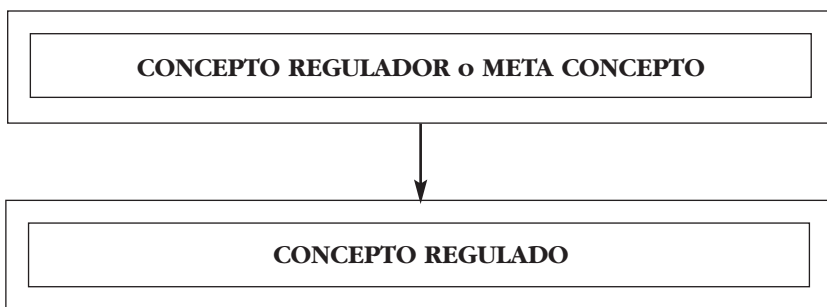 CONCEPTO REGULADOR o META CONCEPTO
CONCEPTO REGULADO